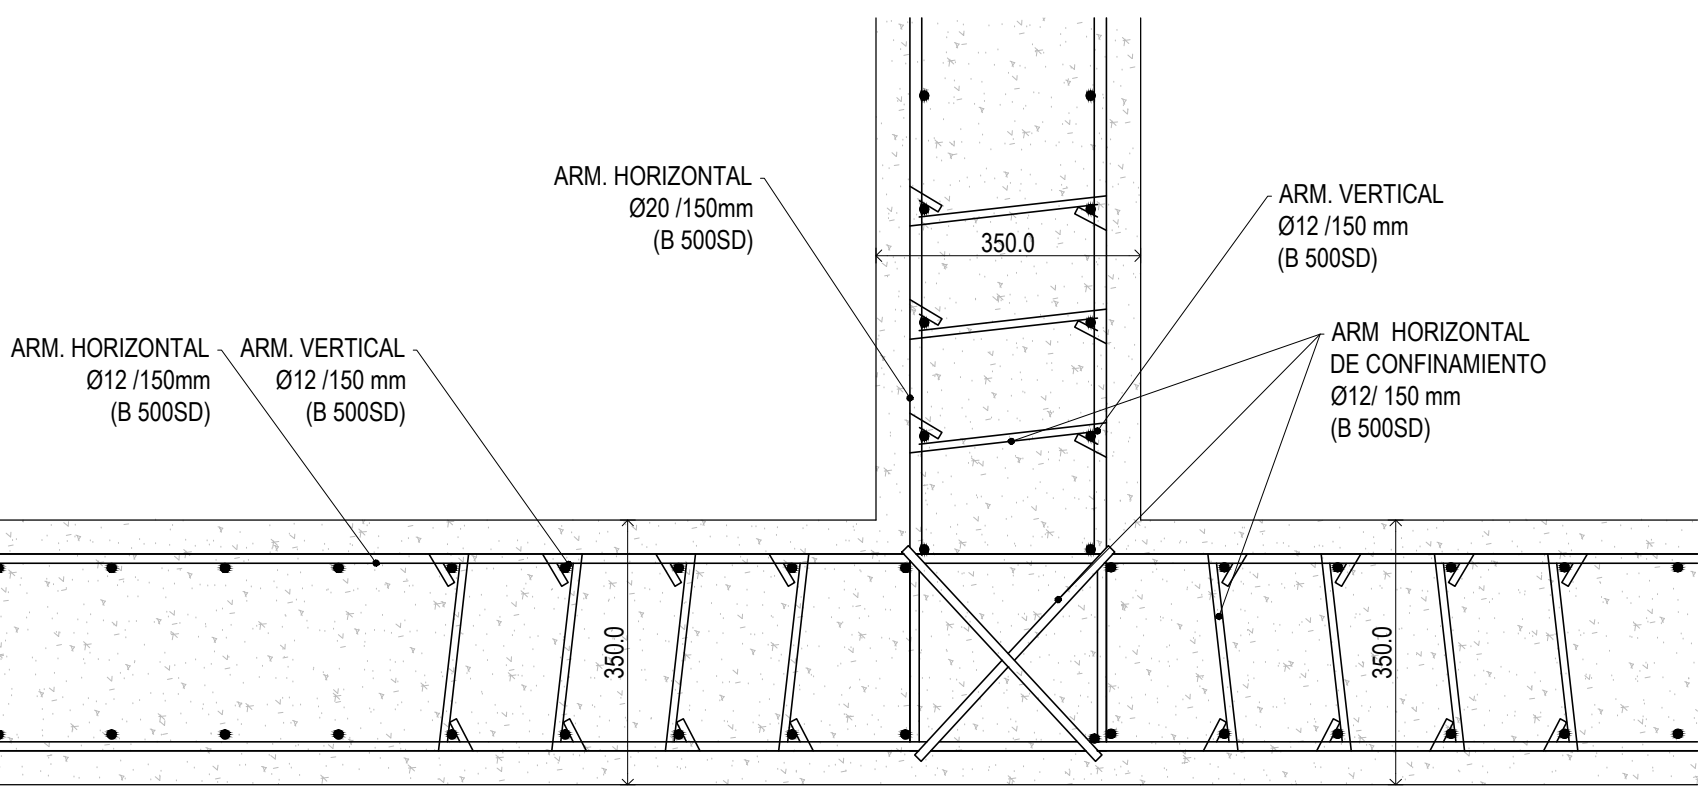 ARM. HORIZONTAL
Ø20 /150mm
(B 500SD)
ARM. VERTICAL
Ø12 /150 mm
(B 500SD)
350.0
ARM. HORIZONTAL
Ø12 /150mm
(B 500SD)
ARM. VERTICAL
Ø12 /150 mm
(B 500SD)
ARM HORIZONTAL
DE CONFINAMIENTO
Ø12/ 150 mm
(B 500SD)
350.0
350.0